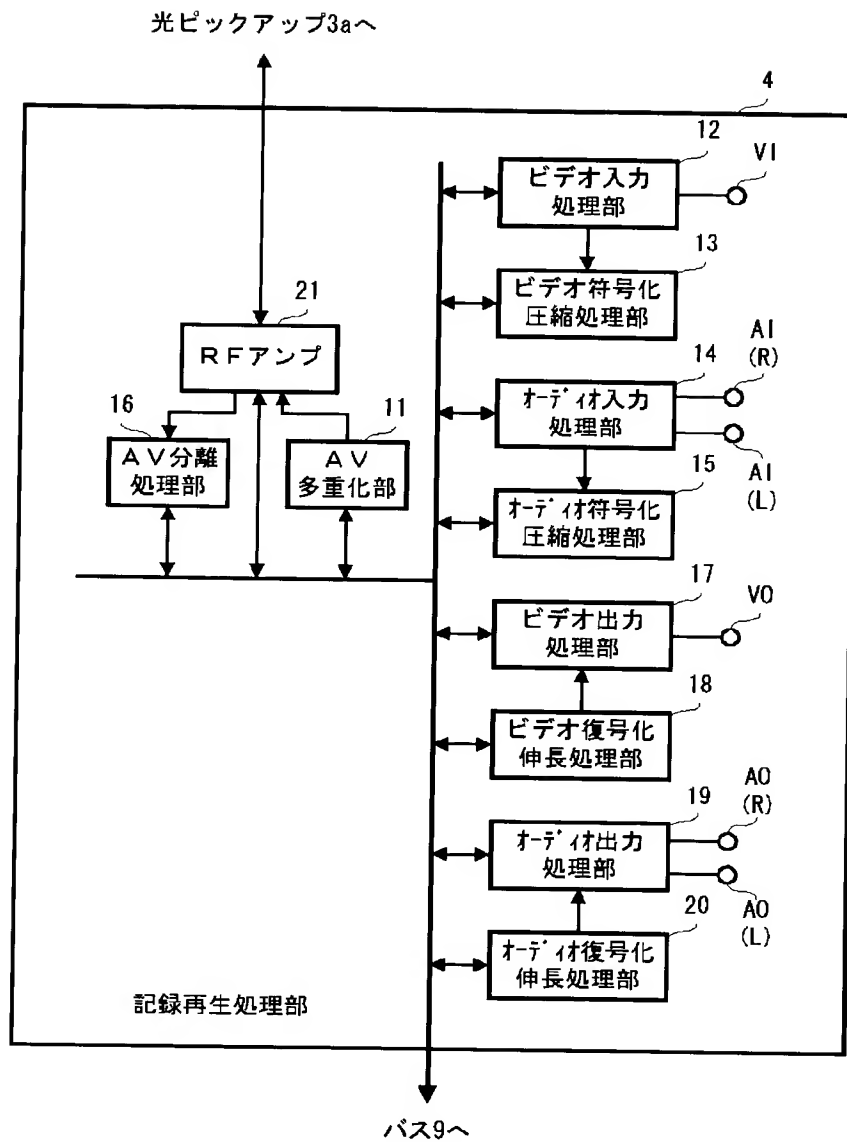 光ピックアップ3aへ
4
12
VI
ビデオ入力
処理部
13
ビデオ符号化
圧縮処理部
21
RFアンプ
AI
(R)
14
オーディオ入力
処理部
16
AV分離
処理部
11
AV
多重化部
AI
(L)
15
オーディオ符号化
圧縮処理部
17
ビデオ出力
処理部
VO
18
ビデオ復号化
伸長処理部
AO
(R)
19
オーディオ出力
処理部
AO
(L)
20
オーディオ復号化
伸長処理部
記録再生処理部
バス9へ